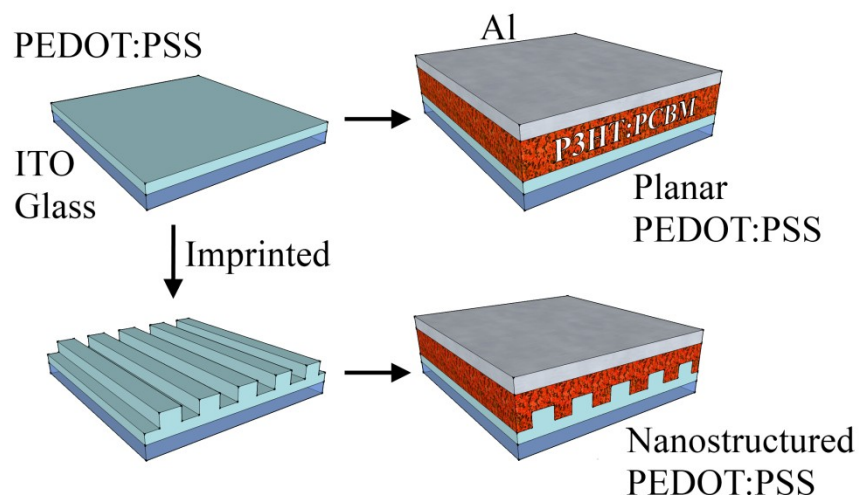 PEDOT:PSS
Al
P3HT:PCBM
ITO
Glass
Planar
PEDOT:PSS
Imprinted
Nanostructured
PEDOT:PSS